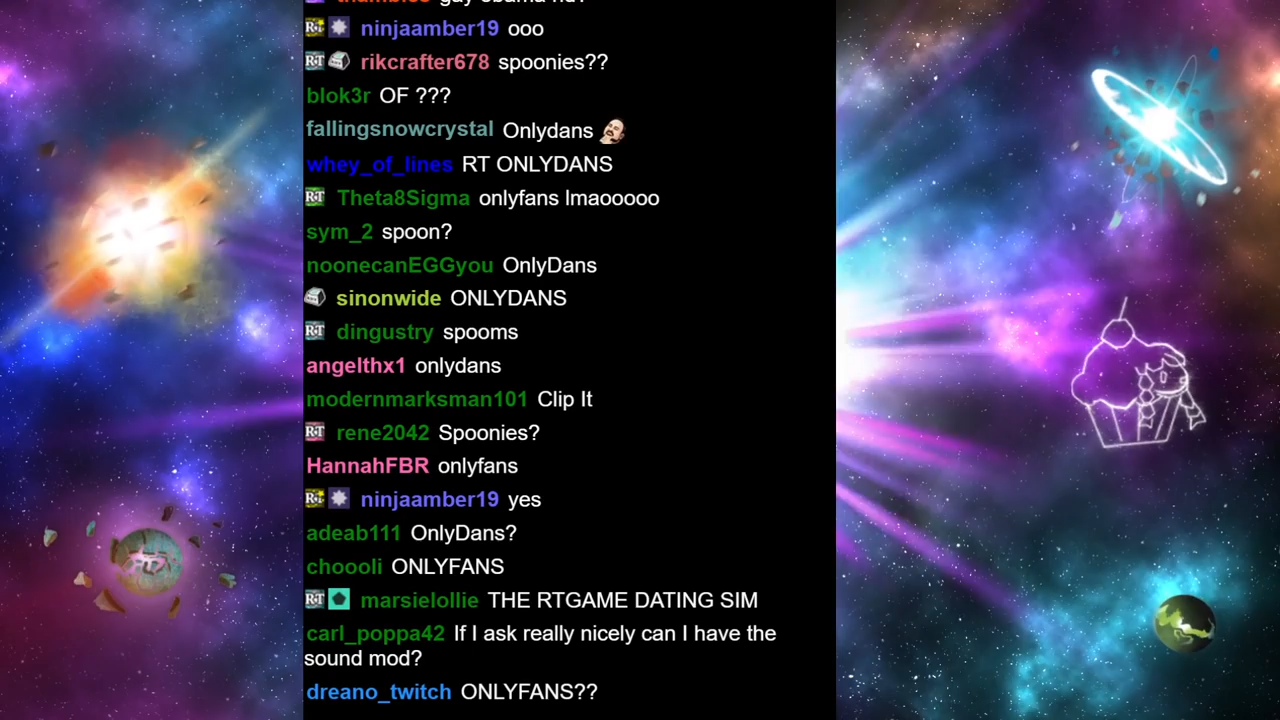 ninjaamber19 ooo
rikcrafter678 spoonies??
blok3r OF ???
fallingsnowcrystal Onlydans
whey_of_lines RT ONLYDANS
Theta8Sigma onlyfans lmaooooo
sym_2 spoon?
noonecanEGGyou OnlyDans
sinonwide ONLYDANS
dingustry spooms
angelthx1 onlydans
modernmarksman101 Clip It
rene2042 Spoonies?
HannahFBR onlyfans
ninjaamber19 yes
adeab111 OnlyDans?
choooli ONLYFANS
marsielollie THE RTGAME DATING SIM
carl_poppa42 If I ask really nicely can I have the
sound mod?
dreano_twitch ONLYFANS??